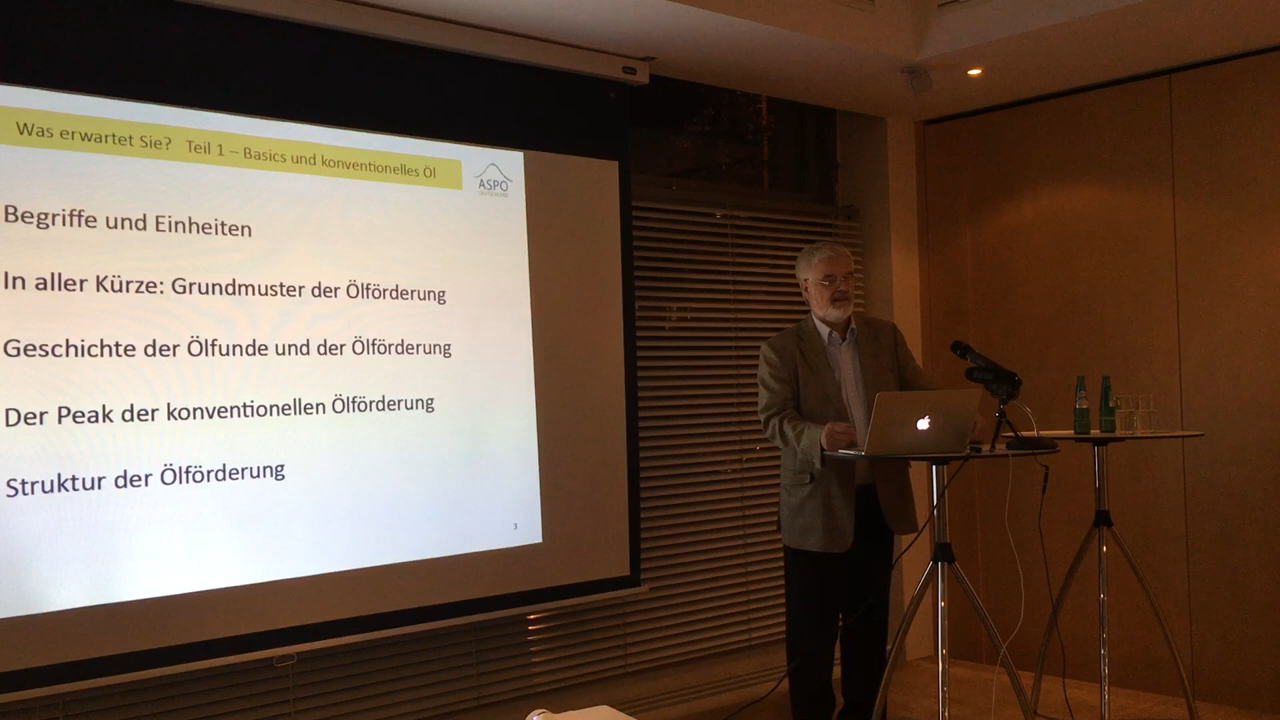 Was erwartet Sie? Teil 1 – Basics und konventionelles Öl
ASPO
Begriffe und Einheiten
In aller Kürze: Grundmuster der Ölförderung
Geschichte der Ölfunde und der Ölförderung
Der Peak der konventionellen Ölförderung
Struktur der Ölförderung
3